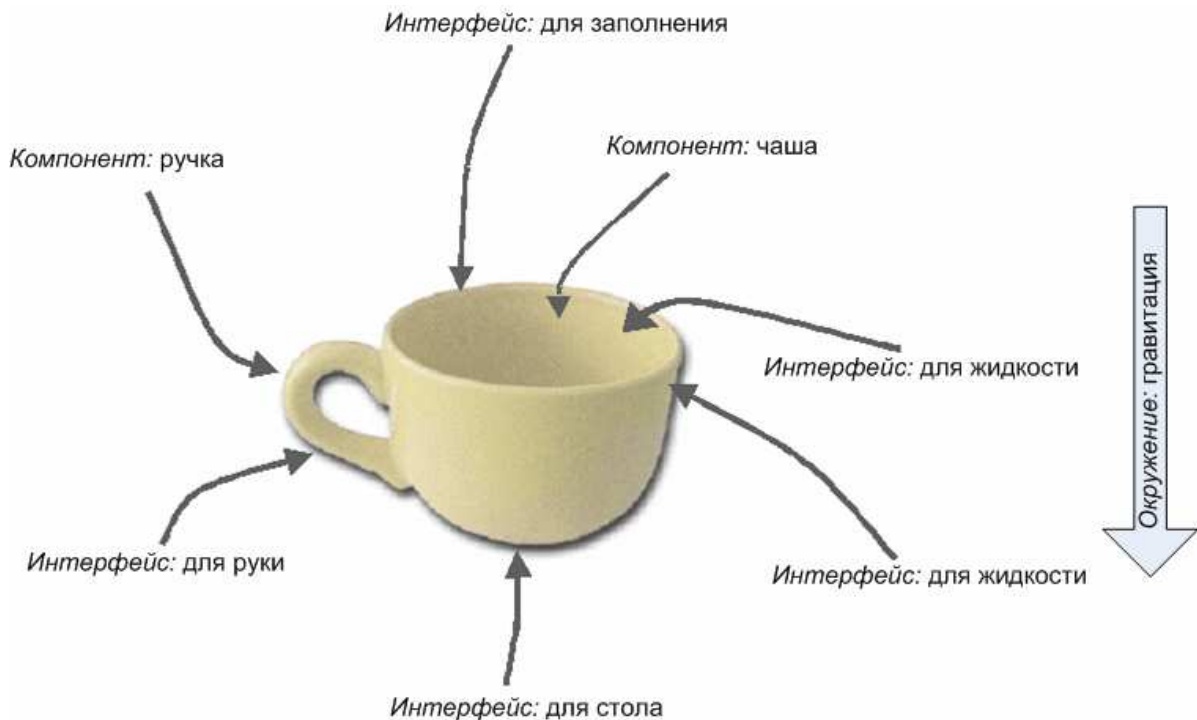 Интерфейс: для заполнения
Компонент: чаша
Компонент: ручка
Окружение: гравитация
Интерфейс: для жидкости
Интерфейс: для руки
Интерфейс: для жидкости
Интерфейс: для стола